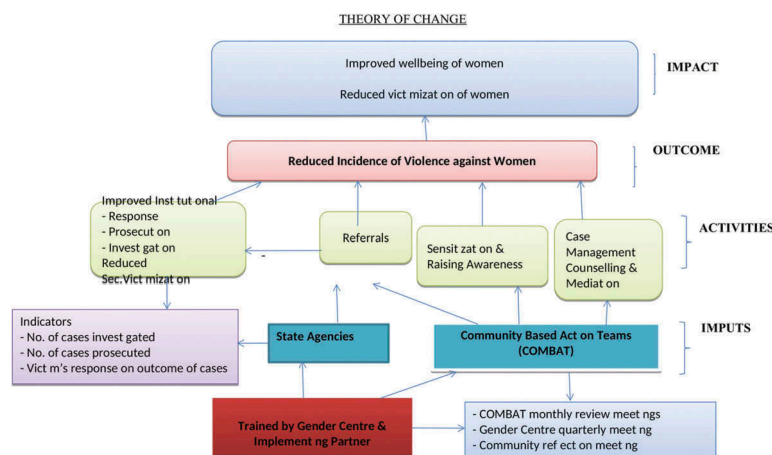 THEORY OF CHANGE
Improved wellbeing of women
Reduced vict mizat on of women
IMPACT
Reduced Incidence of Violence against Women
OUTCOME
Improved Inst tut onal
- Response
- Prosecut on
- Invest gat on
Reduced
Sec.Vict mizat on
-
Referrals
Sensit zat on &
Raising Awareness
Case
Management
Counselling &
Mediat on
ACTIVITIES
Indicators
- No. of cases invest gated
- No. of cases prosecuted
- Vict m's response on outcome of cases
State Agencies
Community Based Act on Teams
(COMBAT)
IMPUTS
Trained by Gender Centre &
Implement ng Partner
- COMBAT monthly review meet ngs
- Gender Centre quarterly meet ng
- Community ref ect on meet ng